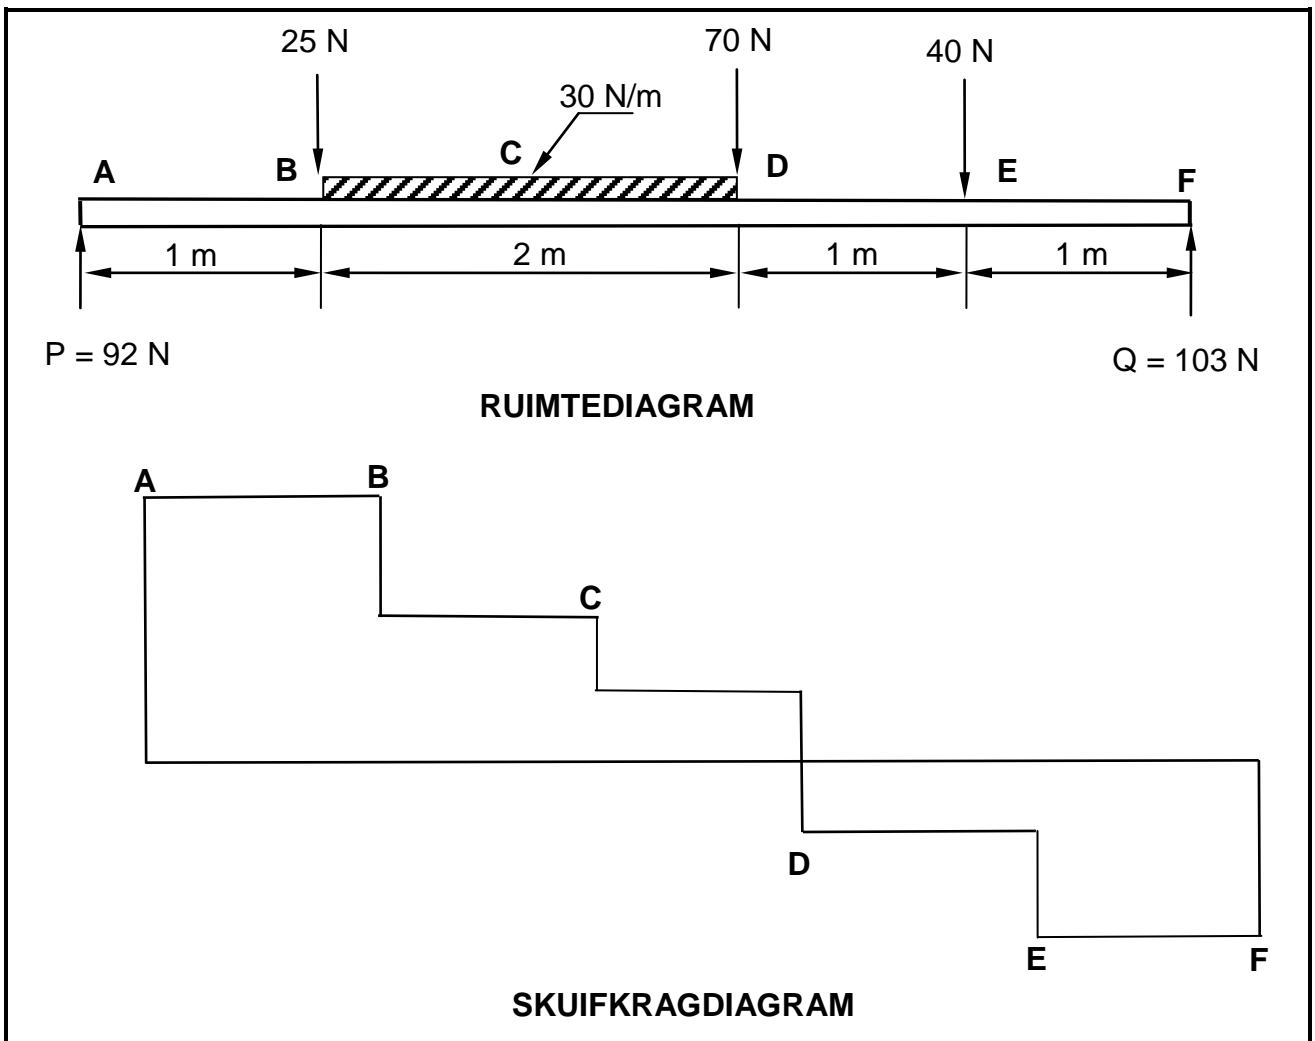 25 N 70 N 40 N
30 N/m
A B C D E F
1 m 2 m 1 m 1 m
P = 92 N Q = 103 N
RUIMTEDIAGRAM
A B
C
D
E F
SKUIFKRAGDIAGRAM